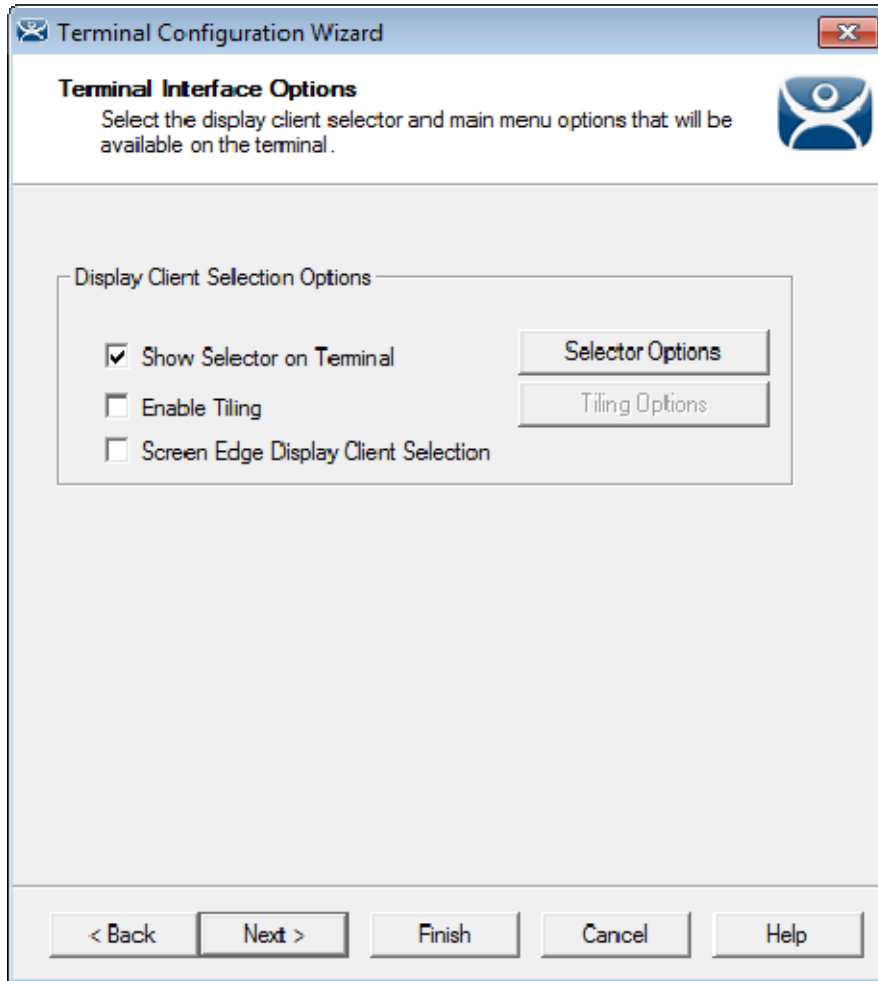 Terminal Configuration Wizard
Terminal Interface Options
Select the display client selector and main menu options that will be
available on the terminal.
Display Client Selection Options
Show Selector on Terminal
Selector Options
Enable Tiling
Tiling Options
Screen Edge Display Client Selection
< Back
Next >
Finish
Cancel
Help